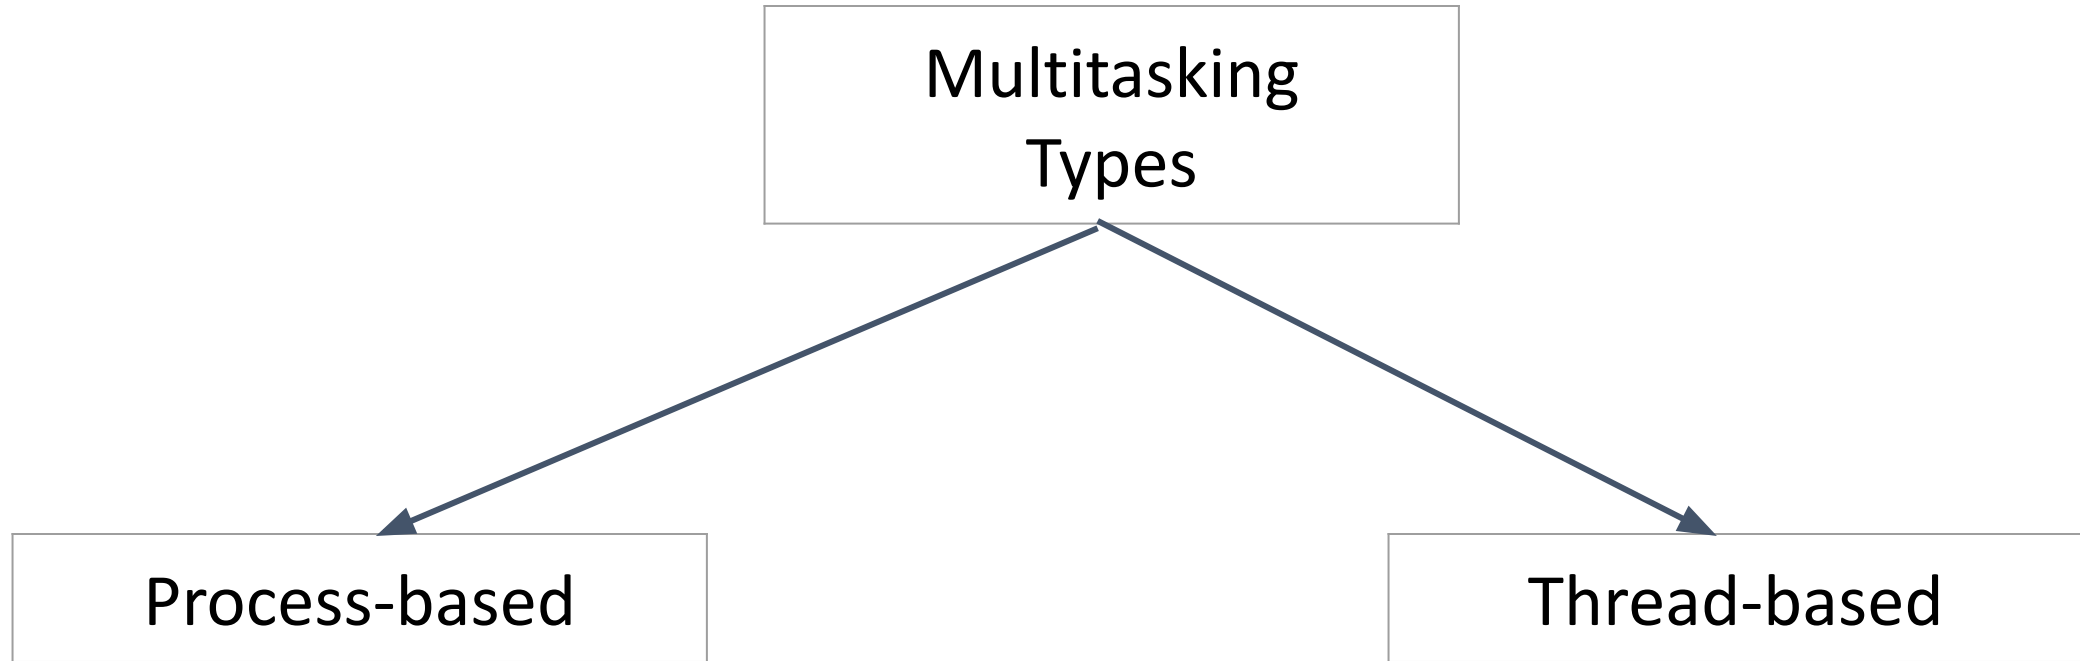 Multitasking
Types
Process-based
Thread-based